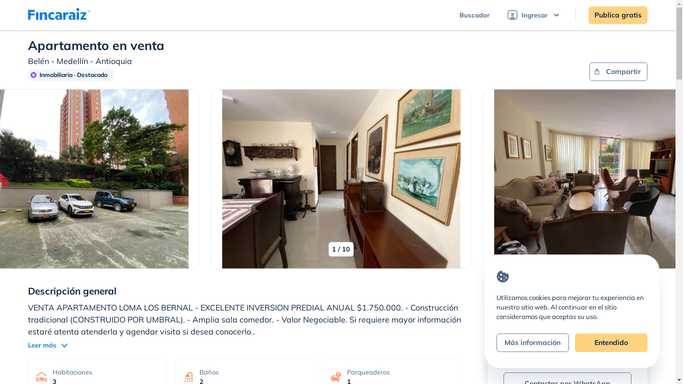 Fincaraiz
Buscador
Ingresar
Publica gratis
Apartamento en venta
Belén - Medellín - Antioquia
Inmobiliaria · Destacado
Compartir
1 / 10
Descripción general
VENTA APARTAMENTO LOMA LOS BERNAL - EXCELENTE INVERSION PREDIAL ANUAL $1.750.000. - Construcción
tradicional (CONSTRUIDO POR UMBRAL). - Amplia sala comedor. - Valor Negociable. Si requiere mayor información
estaré atenta atenderla y agendar visita si desea conocerlo..
Leer más
Habitaciones
3
Baños
2
Parqueaderos
1
Utilizamos cookies para mejorar tu experiencia en
nuestro sitio web. Al continuar en el sitio
consideramos que aceptas su uso.
Más información
Entendido
Contactar por WhatsApp